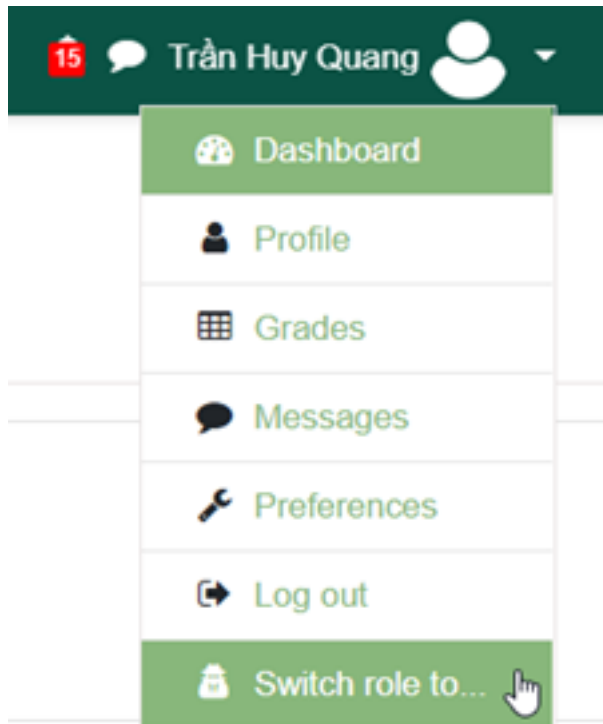 15 Trần Huy Quang
Dashboard
Profile
Grades
Messages
Preferences
Log out
Switch role to...